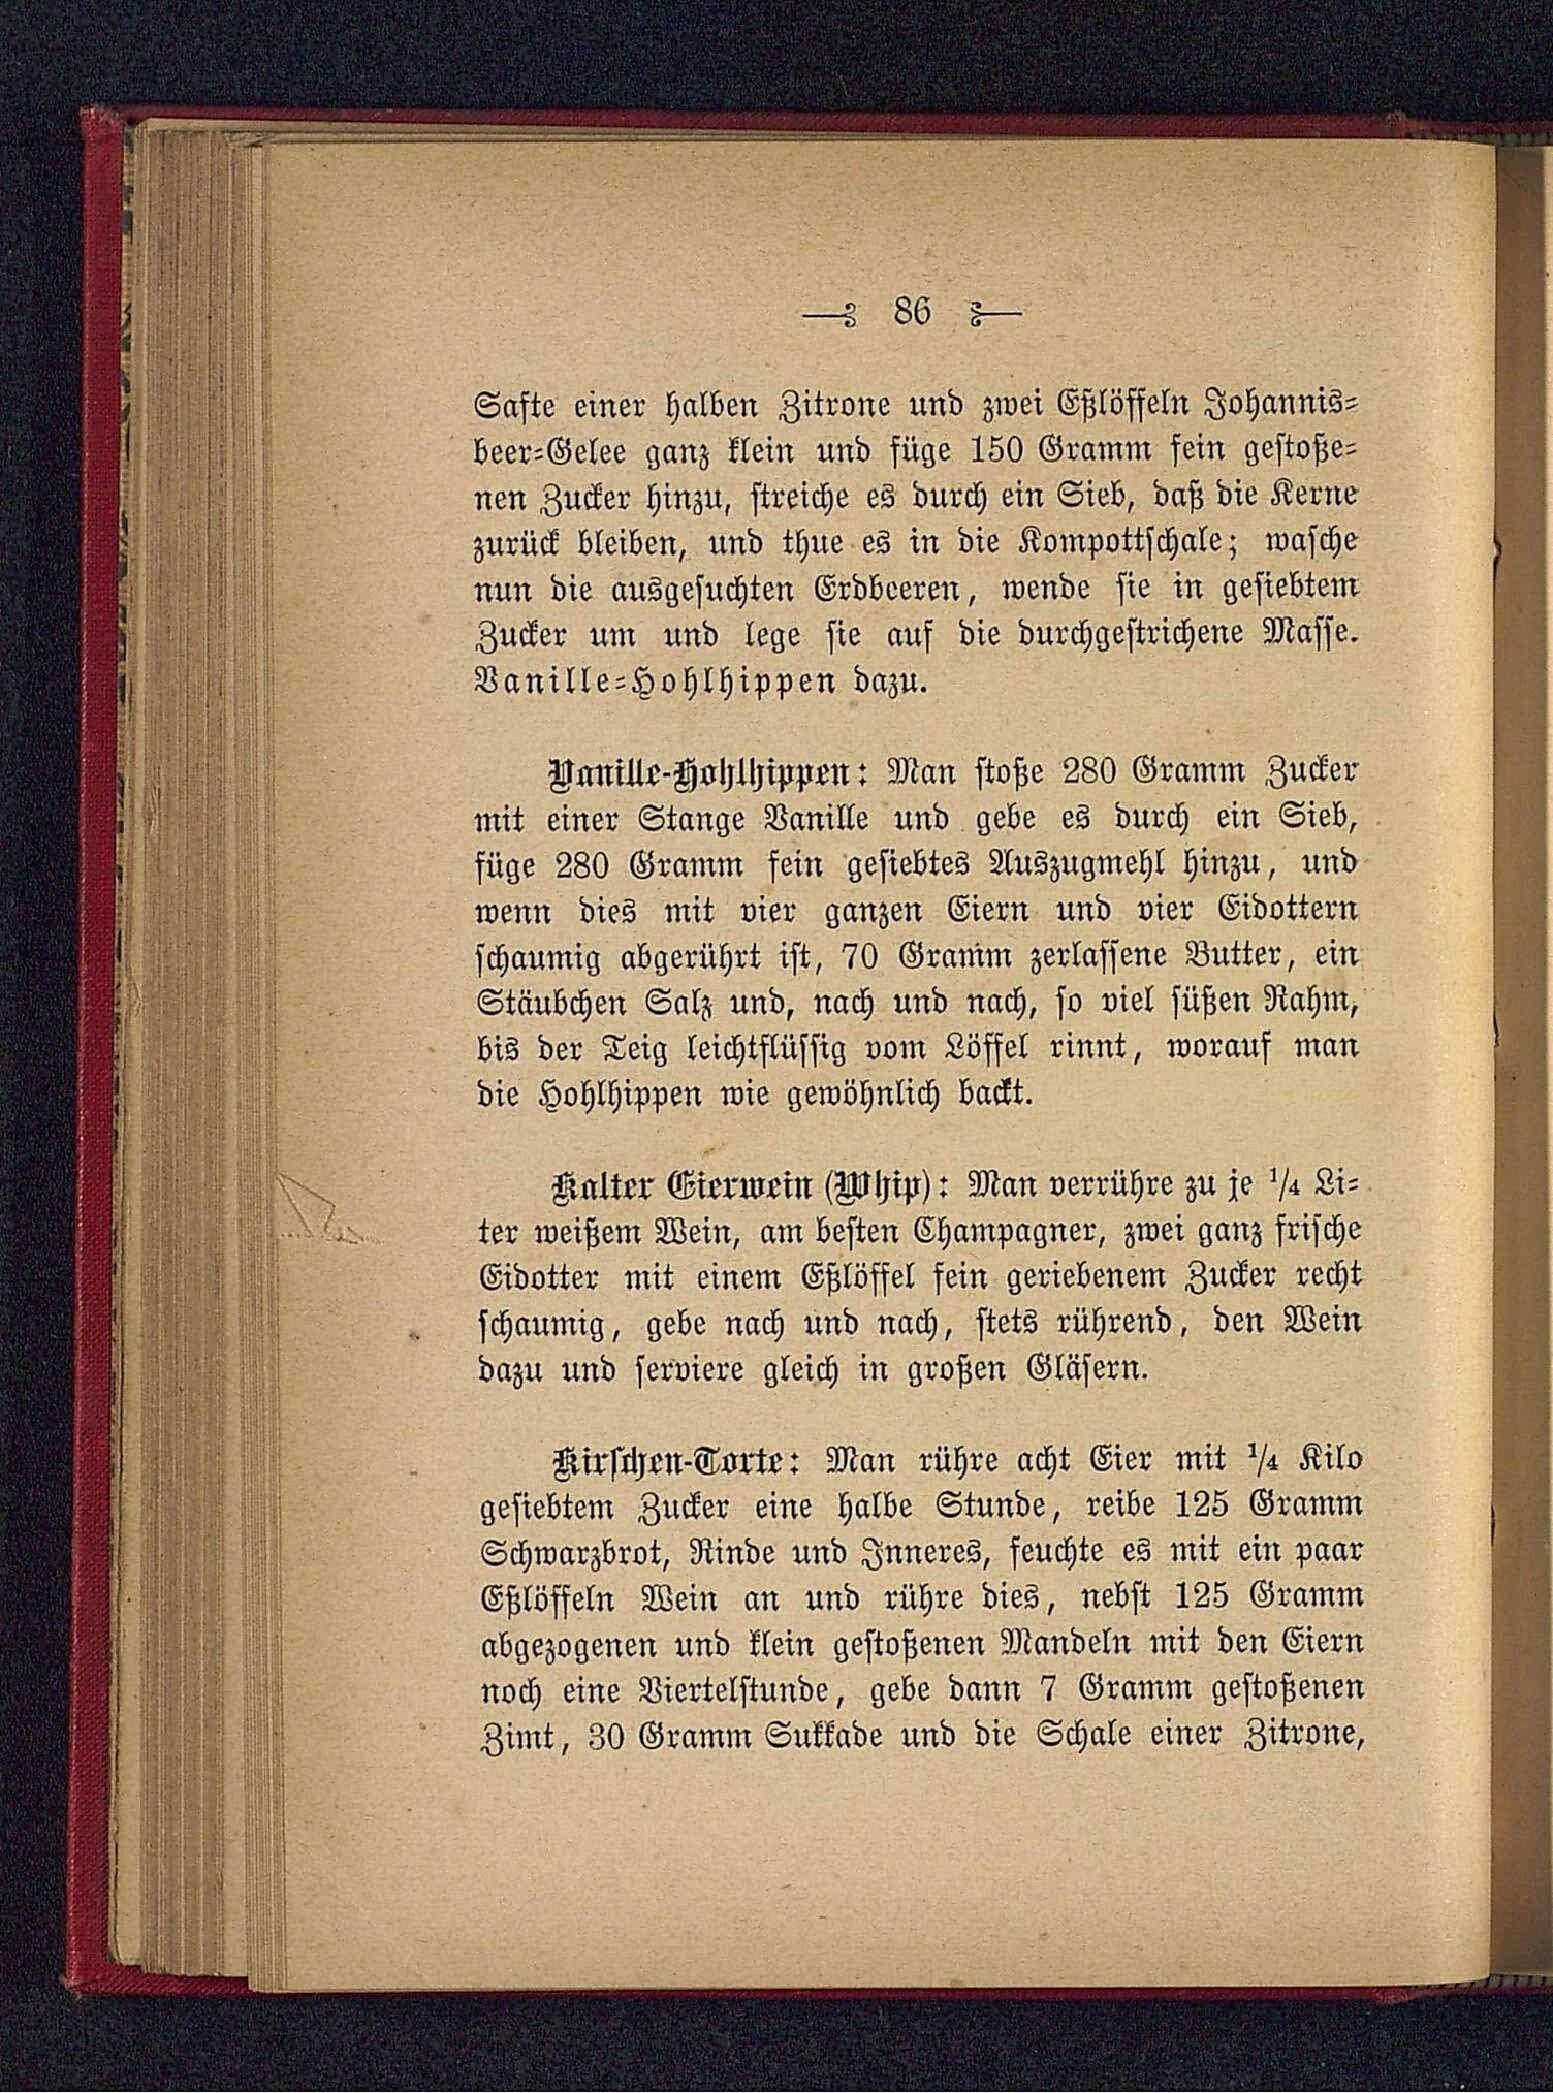 86
Safte einer halben Zitrone und zwei Eßlöffeln Johannis-
beer-Gelee ganz klein und füge 150 Gramm fein gestoße-
nen Zucker hinzu, streiche es durch ein Sieb, daß die Kerne
zurück bleiben, und thue es in die Kompottschale; wasche
nun die ausgesuchten Erdbeeren, wende sie in gesiebtem
Zucker um und lege sie auf die durchgestrichene Masse.
Vanille-Hohlhippen dazu.
Vanille-Hohlhippen: Man stoße 280 Gramm Zucker
mit einer Stange Vanille und gebe es durch ein Sieb,
füge 280 Gramm fein gesiebtes Auszugmehl hinzu, und
wenn dies mit vier ganzen Eiern und vier Eidottern
schaumig abgerührt ist, 70 Gramm zerlassene Butter, ein
Stäubchen Salz und, nach und nach, so viel süßen Rahm,
bis der Teig leichtflüssig vom Löffel rinnt, worauf man
die Hohlhippen wie gewöhnlich backt.
Kalter Eierwein (Whip): Man verrühre zu je 1/4 Li-
ter weißem Wein, am besten Champagner, zwei ganz frische
Eidotter mit einem Eßlöffel fein geriebenem Zucker recht
schaumig, gebe nach und nach, stets rührend, den Wein
dazu und serviere gleich in großen Gläsern.
Kirschen-Torte: Man rühre acht Eier mit 1/4 Kilo
gesiebtem Zucker eine halbe Stunde, reibe 125 Gramm
Schwarzbrot, Rinde und Inneres, feuchte es mit ein paar
Eßlöffeln Wein an und rühre dies, nebst 125 Gramm
abgezogenen und klein gestoßenen Mandeln mit den Eiern
noch eine Viertelstunde, gebe dann 7 Gramm gestoßenen
Zimt, 30 Gramm Sukkade und die Schale einer Zitrone,